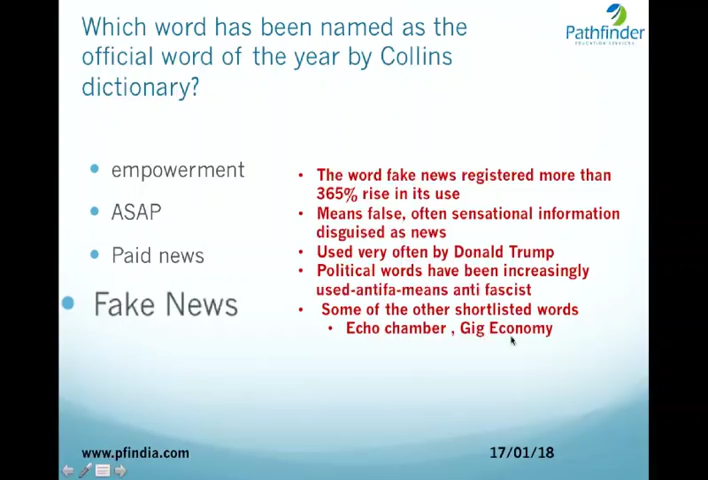 Which word has been named as the
official word of the year by Collins
dictionary?
Pathfinder
EDUCATION SERVICES
• empowerment
• ASAP
• Paid news
• Fake News
• The word fake news registered more than
365% rise in its use
• Means false, often sensational information
disguised as news
• Used very often by Donald Trump
• Political words have been increasingly
used-antifa-means anti fascist
• Some of the other shortlisted words
• Echo chamber , Gig Economy
www.pfindia.com
17/01/18